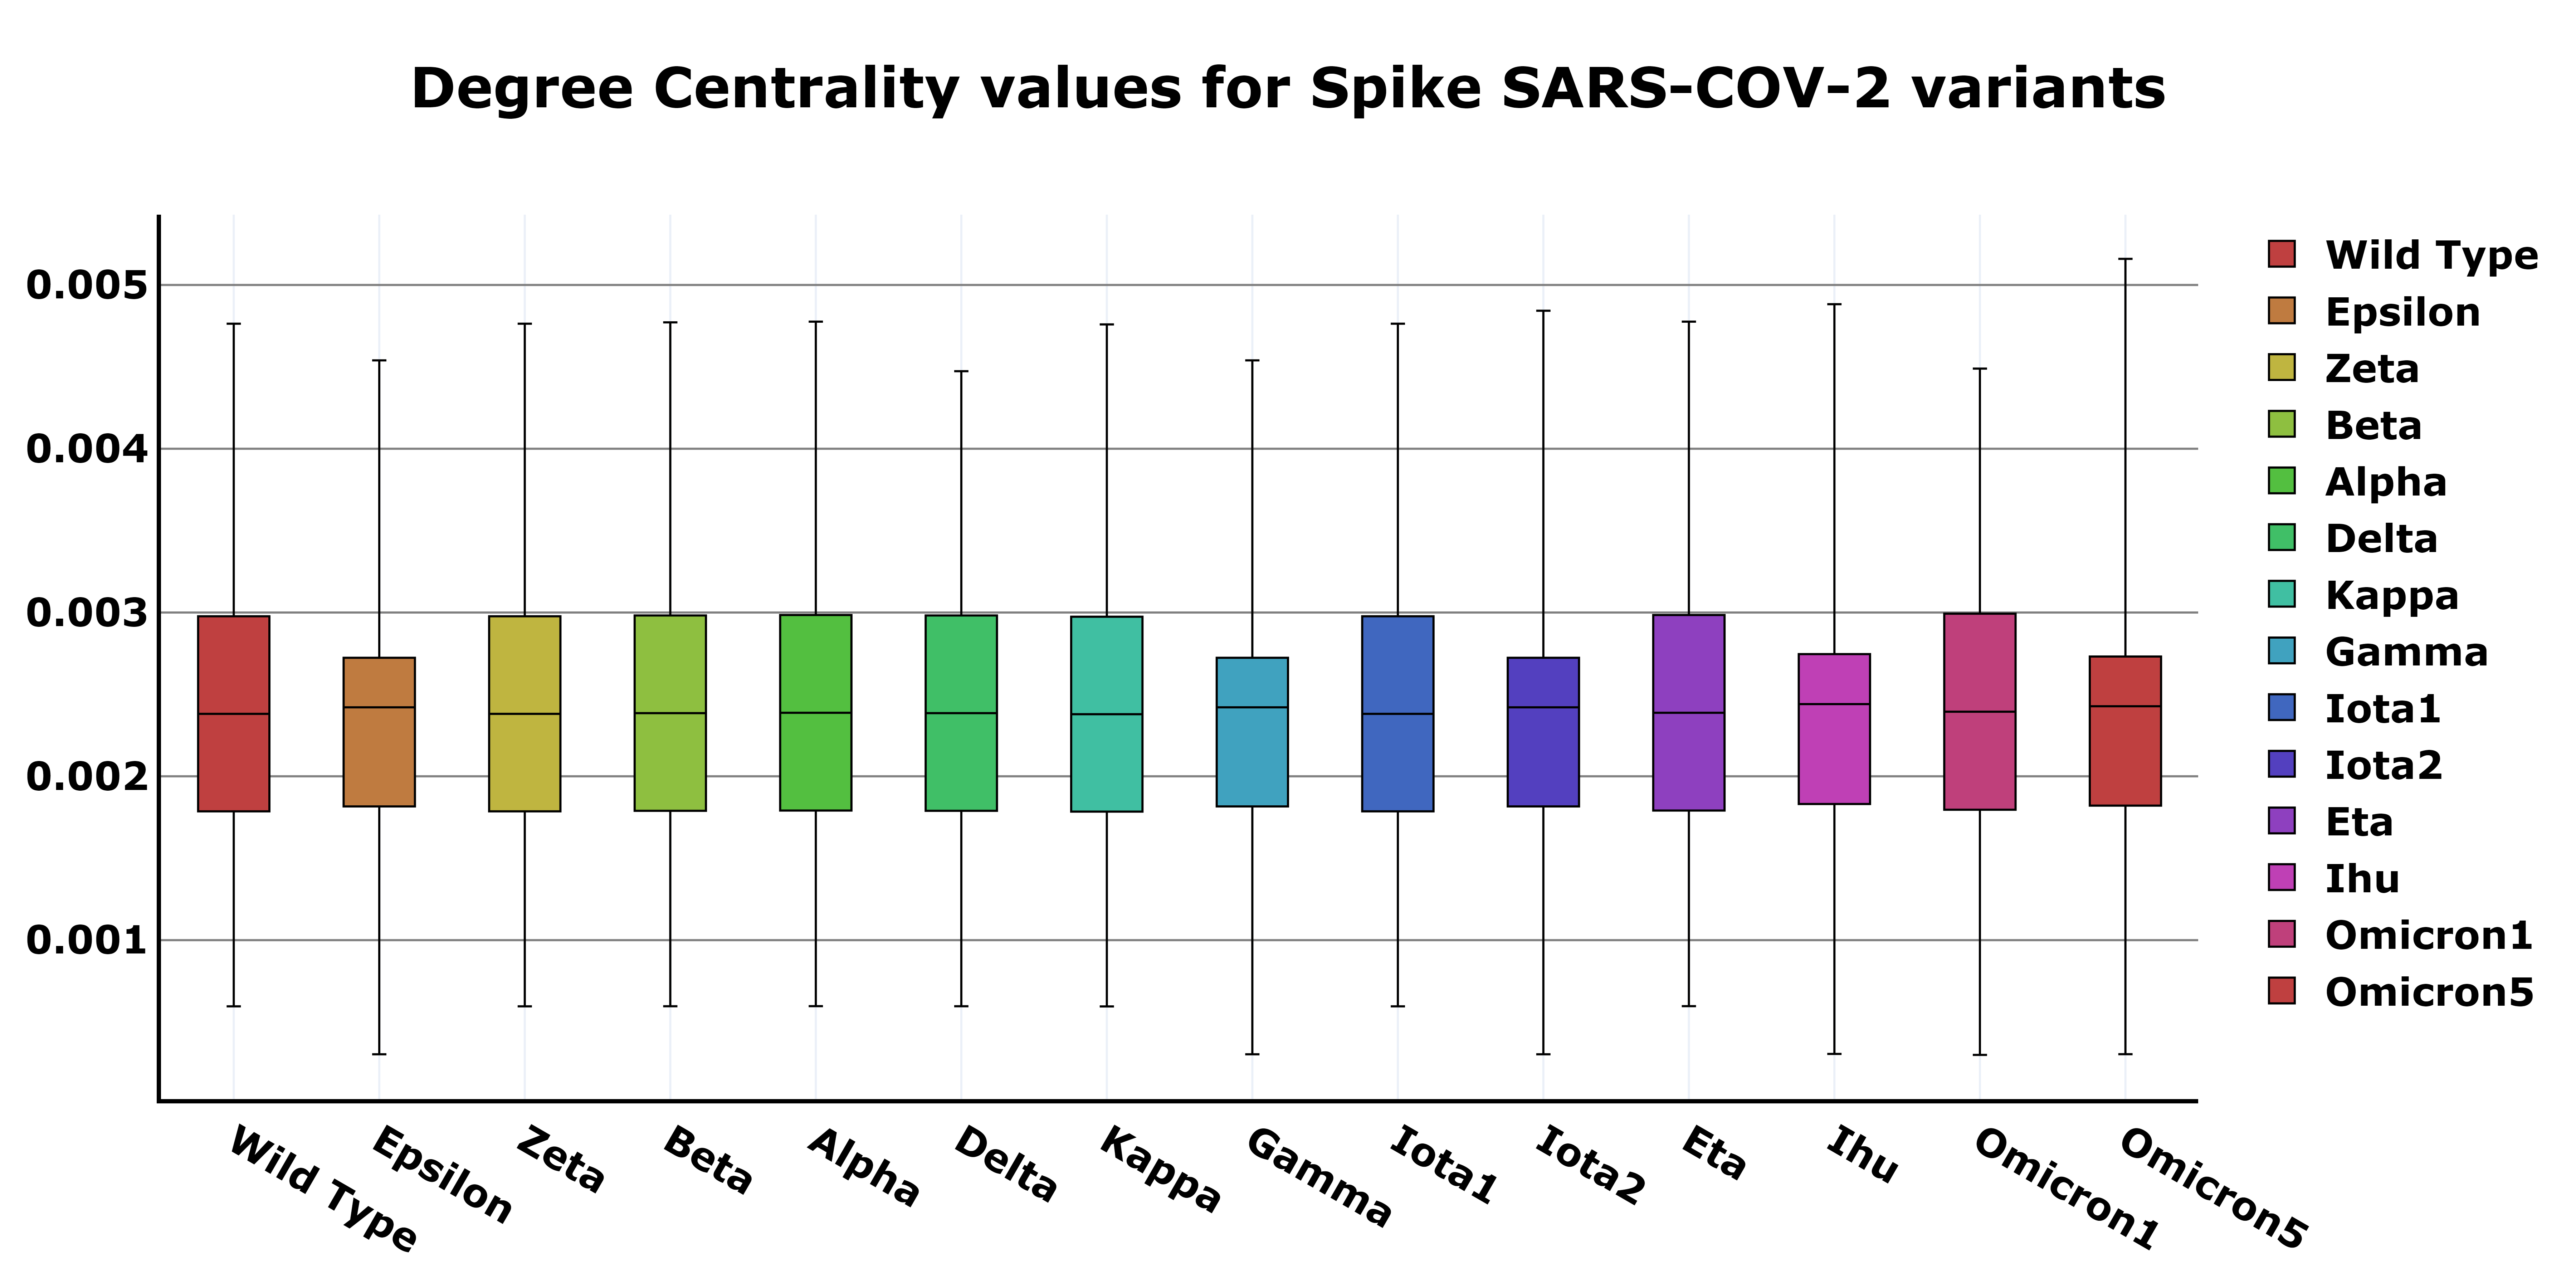 Degree Centrality values for Spike SARS-COV-2 variants
0.005
0.004
0.003
0.002
0.001
Wild Type
Epsilon
Zeta
Beta
Alpha
Delta
Kappa
Gamma
Iota1
Iota2
Eta
Ihu
Omicron1
Omicron5
Wild Type
Epsilon
Zeta
Beta
Alpha
Delta
Kappa
Gamma
Iota1
Iota2
Eta
Ihu
Omicron1
Omicron5